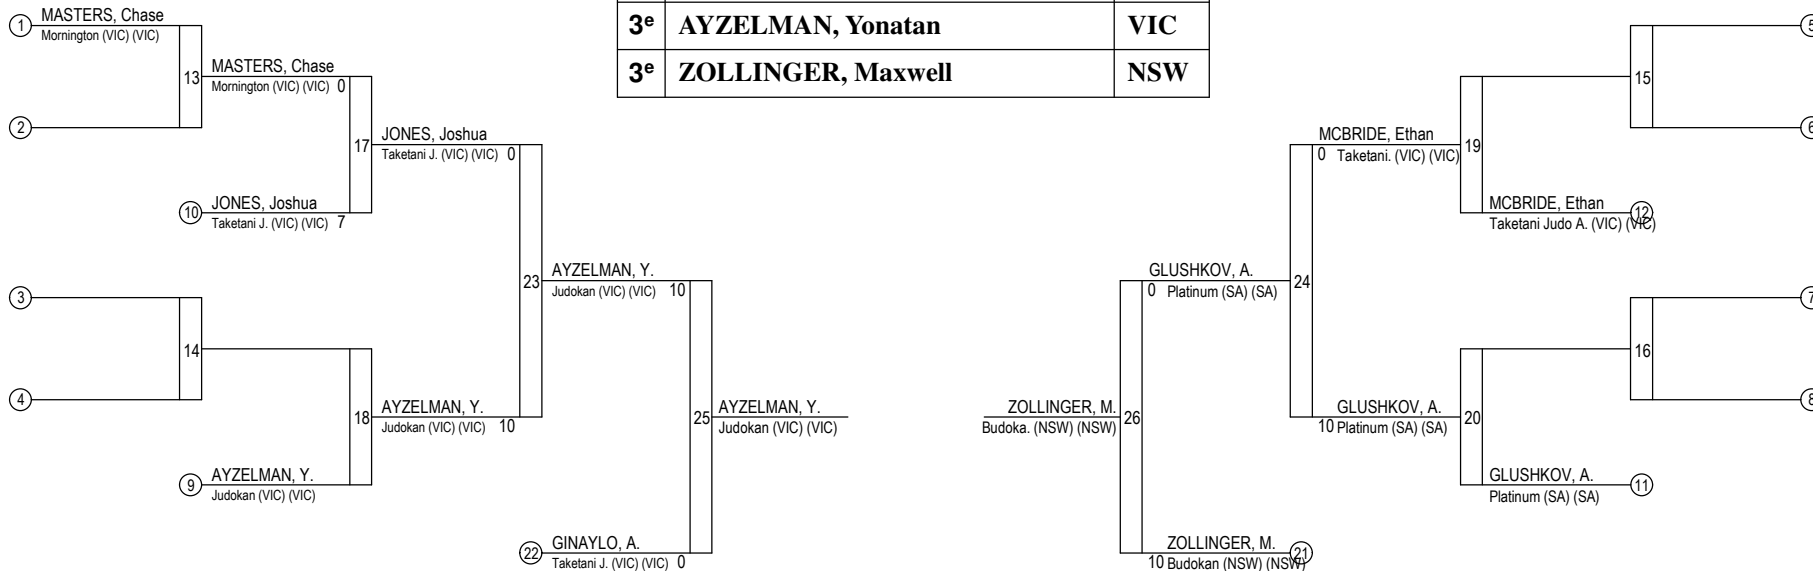 3e AYZELMAN, Yonatan VIC
3e ZOLLINGER, Maxwell NSW
1 MASTERS, Chase
Mornington (VIC) (VIC)
2
13 MASTERS, Chase
Mornington (VIC) (VIC) 0
10 JONES, Joshua
Taketani J. (VIC) (VIC) 7
17 JONES, Joshua
Taketani J. (VIC) (VIC) 0
3
4
14
9 AYZELMAN, Y.
Judokan (VIC) (VIC)
18 AYZELMAN, Y.
Judokan (VIC) (VIC) 10
23 AYZELMAN, Y.
Judokan (VIC) (VIC) 10
22 GINAYLO, A.
Taketani J. (VIC) (VIC) 0
25 AYZELMAN, Y.
Judokan (VIC) (VIC)
ZOLLINGER, M. 26
Budoka. (NSW) (NSW)
GLUSHKOV, A. 24
0 Platinum (SA) (SA)
ZOLLINGER, M. 21
10 Budokan (NSW) (NSW)
MCBRIDE, Ethan 19
0 Taketani. (VIC) (VIC)
GLUSHKOV, A. 20
10 Platinum (SA) (SA)
MCBRIDE, Ethan 12
Taketani Judo A. (VIC) (VIC)
GLUSHKOV, A. 11
Platinum (SA) (SA)
15
5
6
16
7
8